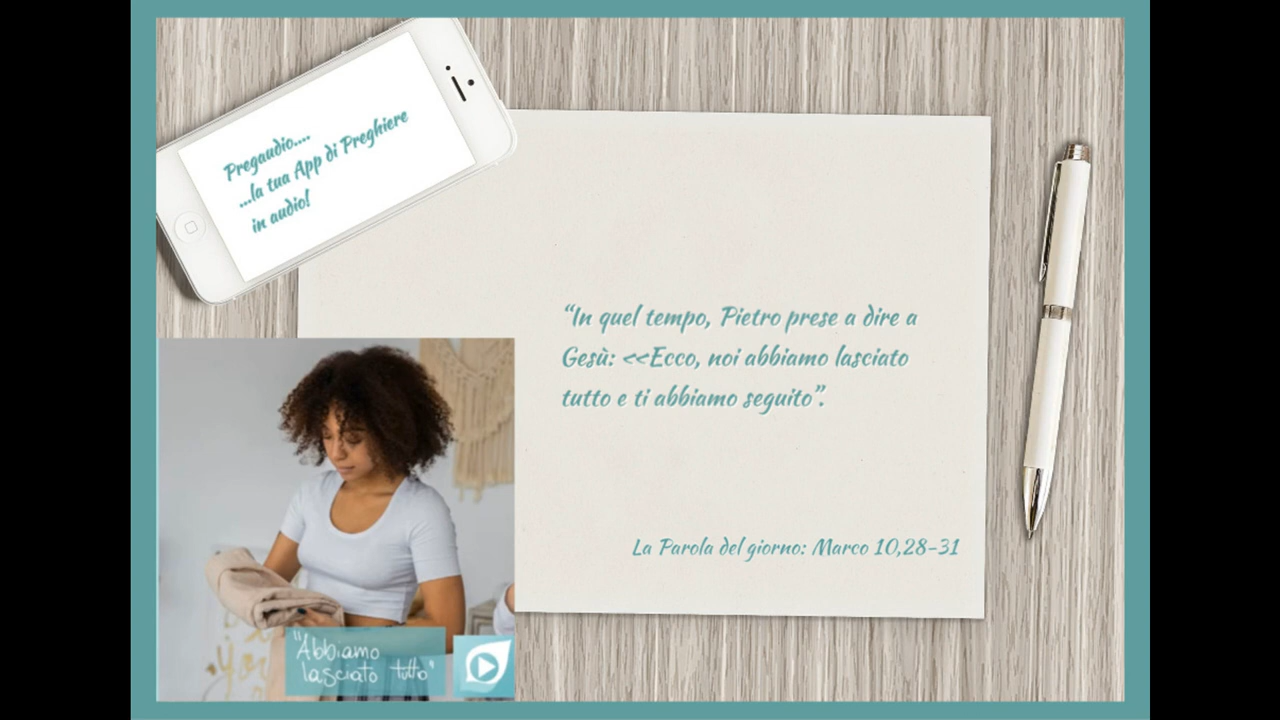 Pregaudio....
...la tua App di Preghiere
in audio!
“In quel tempo, Pietro prese a dire a
Gesù: <<Ecco, noi abbiamo lasciato
tutto e ti abbiamo seguito”.
La Parola del giorno: Marco 10,28-31
"Abbiamo
lasciato tutto"